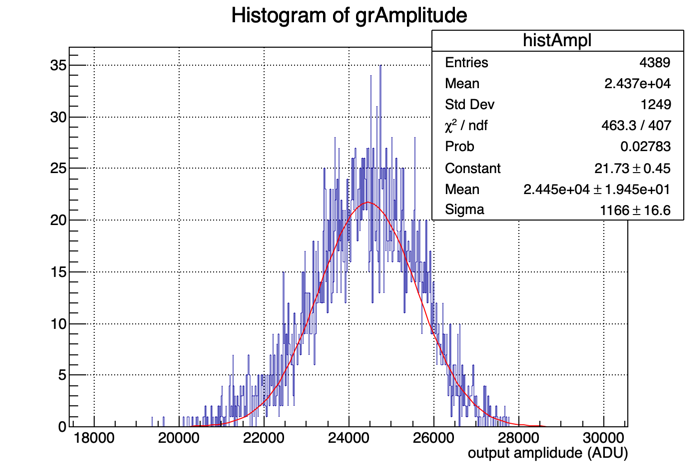 Histogram of grAmplitude
histAmpl
Entries 4389
Mean 2.437e+04
Std Dev 1249
χ² / ndf 463.3 / 407
Prob 0.02783
Constant 21.73 ± 0.45
Mean 2.445e+04 ± 1.945e+01
Sigma 1166 ± 16.6
35
30
25
20
15
10
5
0
18000 20000 22000 24000 26000 28000 30000
output amplidude (ADU)